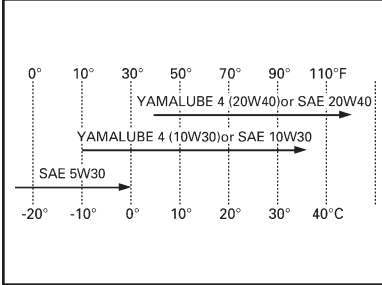 0° 10° 30° 50° 70° 90° 110°F
YAMALUBE 4 (20W40)or SAE 20W40
YAMALUBE 4 (10W30)or SAE 10W30
SAE 5W30
-20° -10° 0° 10° 20° 30° 40°C